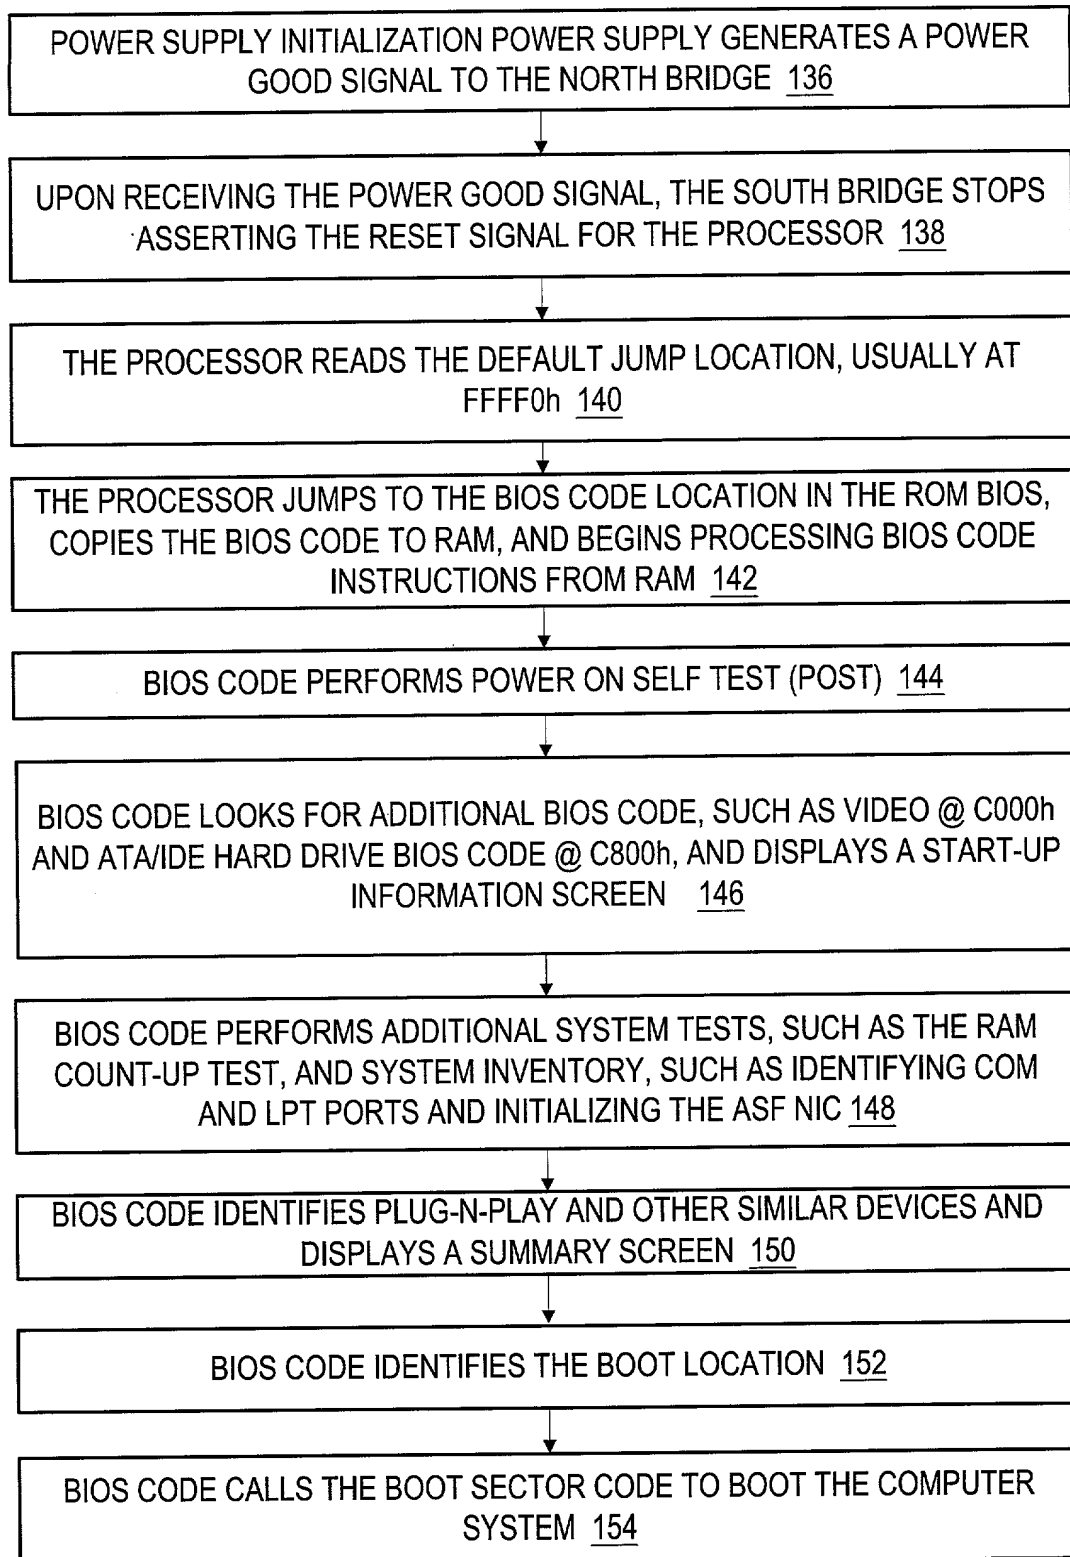 POWER SUPPLY INITIALIZATION POWER SUPPLY GENERATES A POWER
GOOD SIGNAL TO THE NORTH BRIDGE 136
UPON RECEIVING THE POWER GOOD SIGNAL, THE SOUTH BRIDGE STOPS
ASSERTING THE RESET SIGNAL FOR THE PROCESSOR 138
THE PROCESSOR READS THE DEFAULT JUMP LOCATION, USUALLY AT
FFFF0h 140
THE PROCESSOR JUMPS TO THE BIOS CODE LOCATION IN THE ROM BIOS,
COPIES THE BIOS CODE TO RAM, AND BEGINS PROCESSING BIOS CODE
INSTRUCTIONS FROM RAM 142
BIOS CODE PERFORMS POWER ON SELF TEST (POST) 144
BIOS CODE LOOKS FOR ADDITIONAL BIOS CODE, SUCH AS VIDEO @ C000h
AND ATA/IDE HARD DRIVE BIOS CODE @ C800h, AND DISPLAYS A START-UP
INFORMATION SCREEN 146
BIOS CODE PERFORMS ADDITIONAL SYSTEM TESTS, SUCH AS THE RAM
COUNT-UP TEST, AND SYSTEM INVENTORY, SUCH AS IDENTIFYING COM
AND LPT PORTS AND INITIALIZING THE ASF NIC 148
BIOS CODE IDENTIFIES PLUG-N-PLAY AND OTHER SIMILAR DEVICES AND
DISPLAYS A SUMMARY SCREEN 150
BIOS CODE IDENTIFIES THE BOOT LOCATION 152
BIOS CODE CALLS THE BOOT SECTOR CODE TO BOOT THE COMPUTER
SYSTEM 154